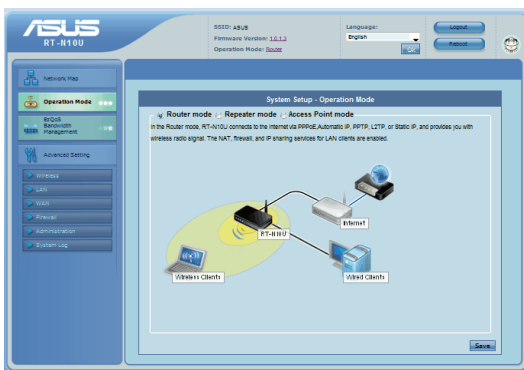 ASUS
RT-N10U
SSID: ASUS
Firmware Version: 1.0.1.3
Operation Mode: Router
Language:
English
Logout
Reboot
Network Map
Operation Mode
EzQoS
Bandwidth
Management
Advanced Setting
Wireless
LAN
WAN
Firewall
Administration
System Log
System Setup - Operation Mode
Router mode Repeater mode Access Point mode
In the Router mode, RT-N10U connects to the Internet via PPPoE,Automatic IP, PPTP, L2TP, or Static IP, and provides you with
wireless radio signal. The NAT, firewall, and IP sharing services for LAN clients are enabled.
Internet
RT-N10U
Wireless Clients
Wired Clients
Save